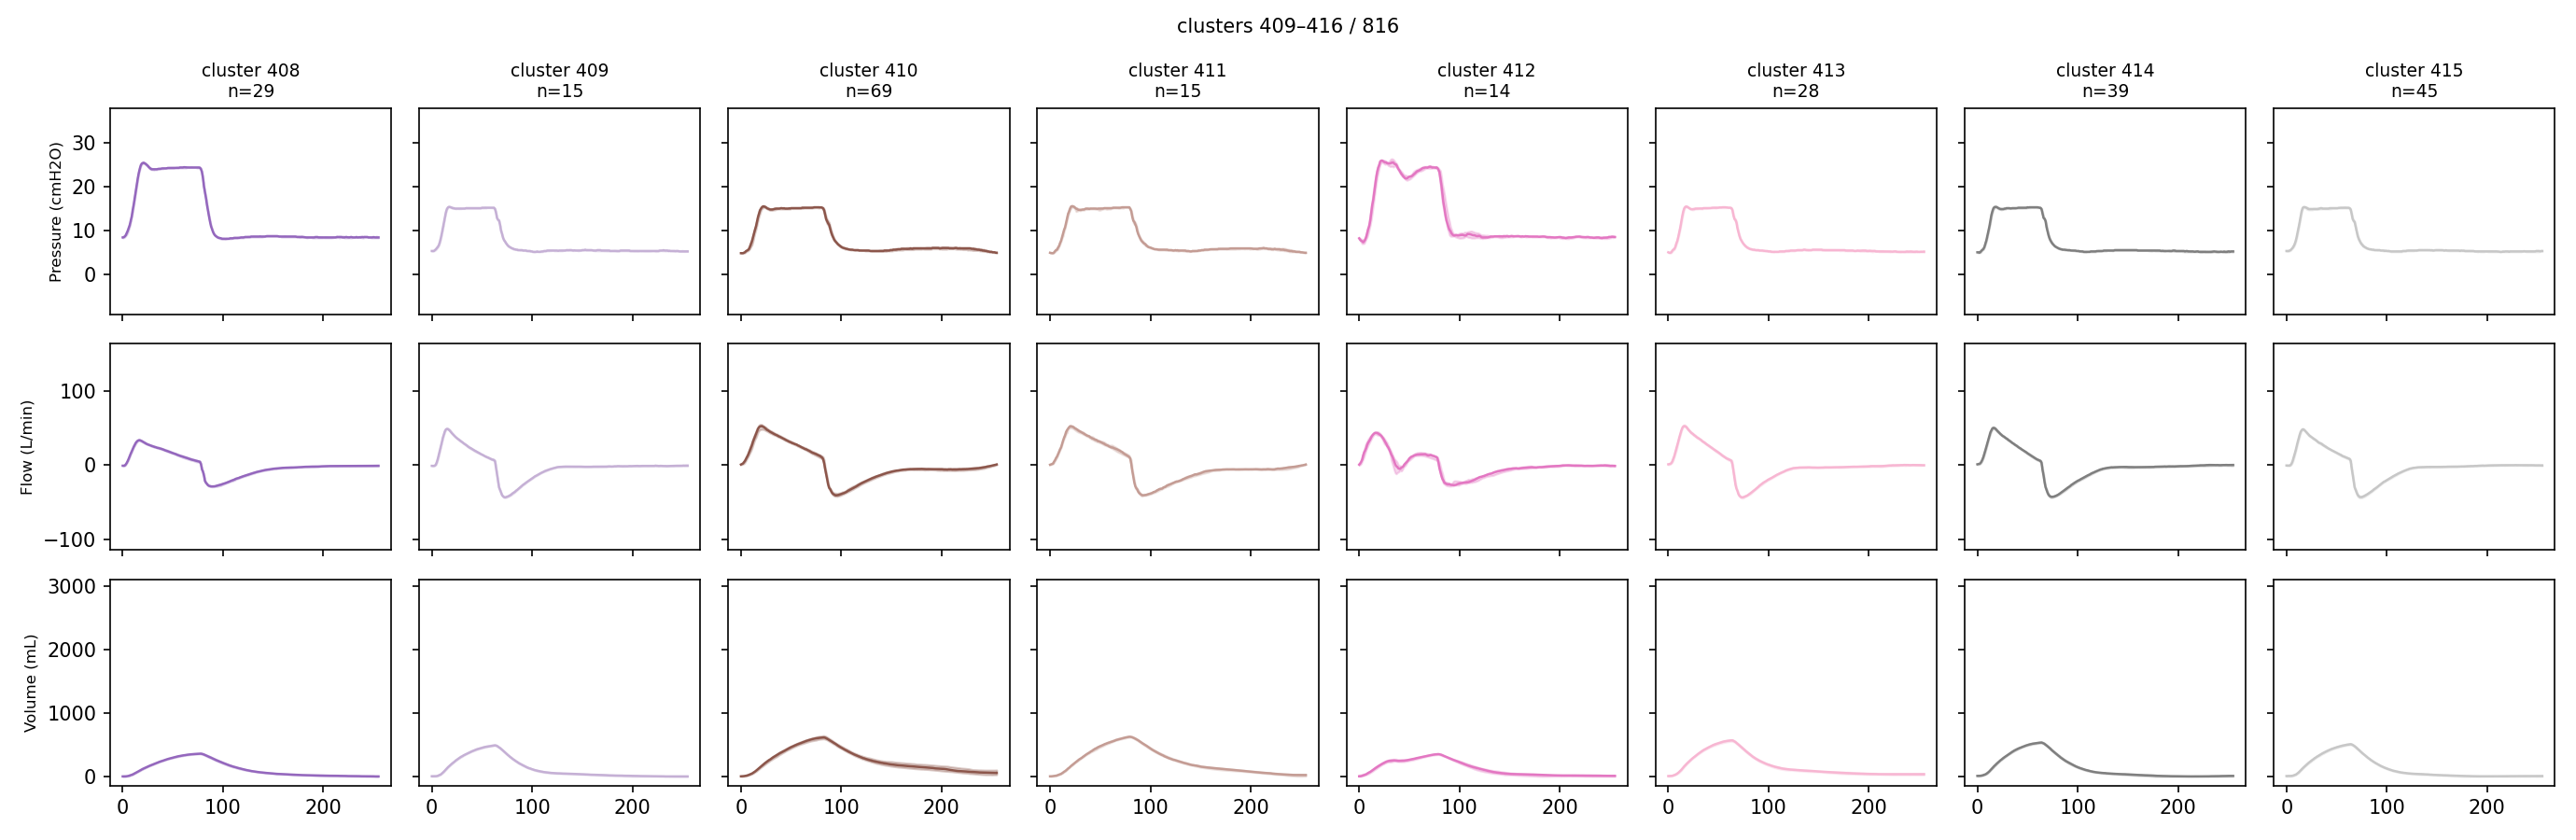 clusters 409–416 / 816
cluster 408
n=29
cluster 409
n=15
cluster 410
n=69
cluster 411
n=15
cluster 412
n=14
cluster 413
n=28
cluster 414
n=39
cluster 415
n=45
Pressure (cmH2O)
30
20
10
0
Flow (L/min)
100
0
−100
Volume (mL)
3000
2000
1000
0
0 100 200
0 100 200
0 100 200
0 100 200
0 100 200
0 100 200
0 100 200
0 100 200